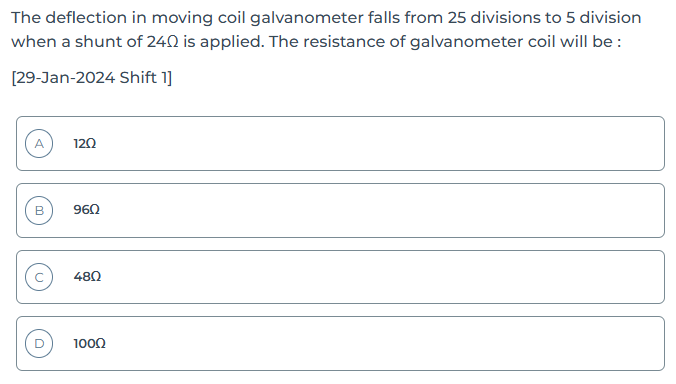 The deflection in moving coil galvanometer falls from 25 divisions to 5 division
when a shunt of 24Ω is applied. The resistance of galvanometer coil will be :
[29-Jan-2024 Shift 1]
A 12Ω
B 96Ω
C 48Ω
D 100Ω